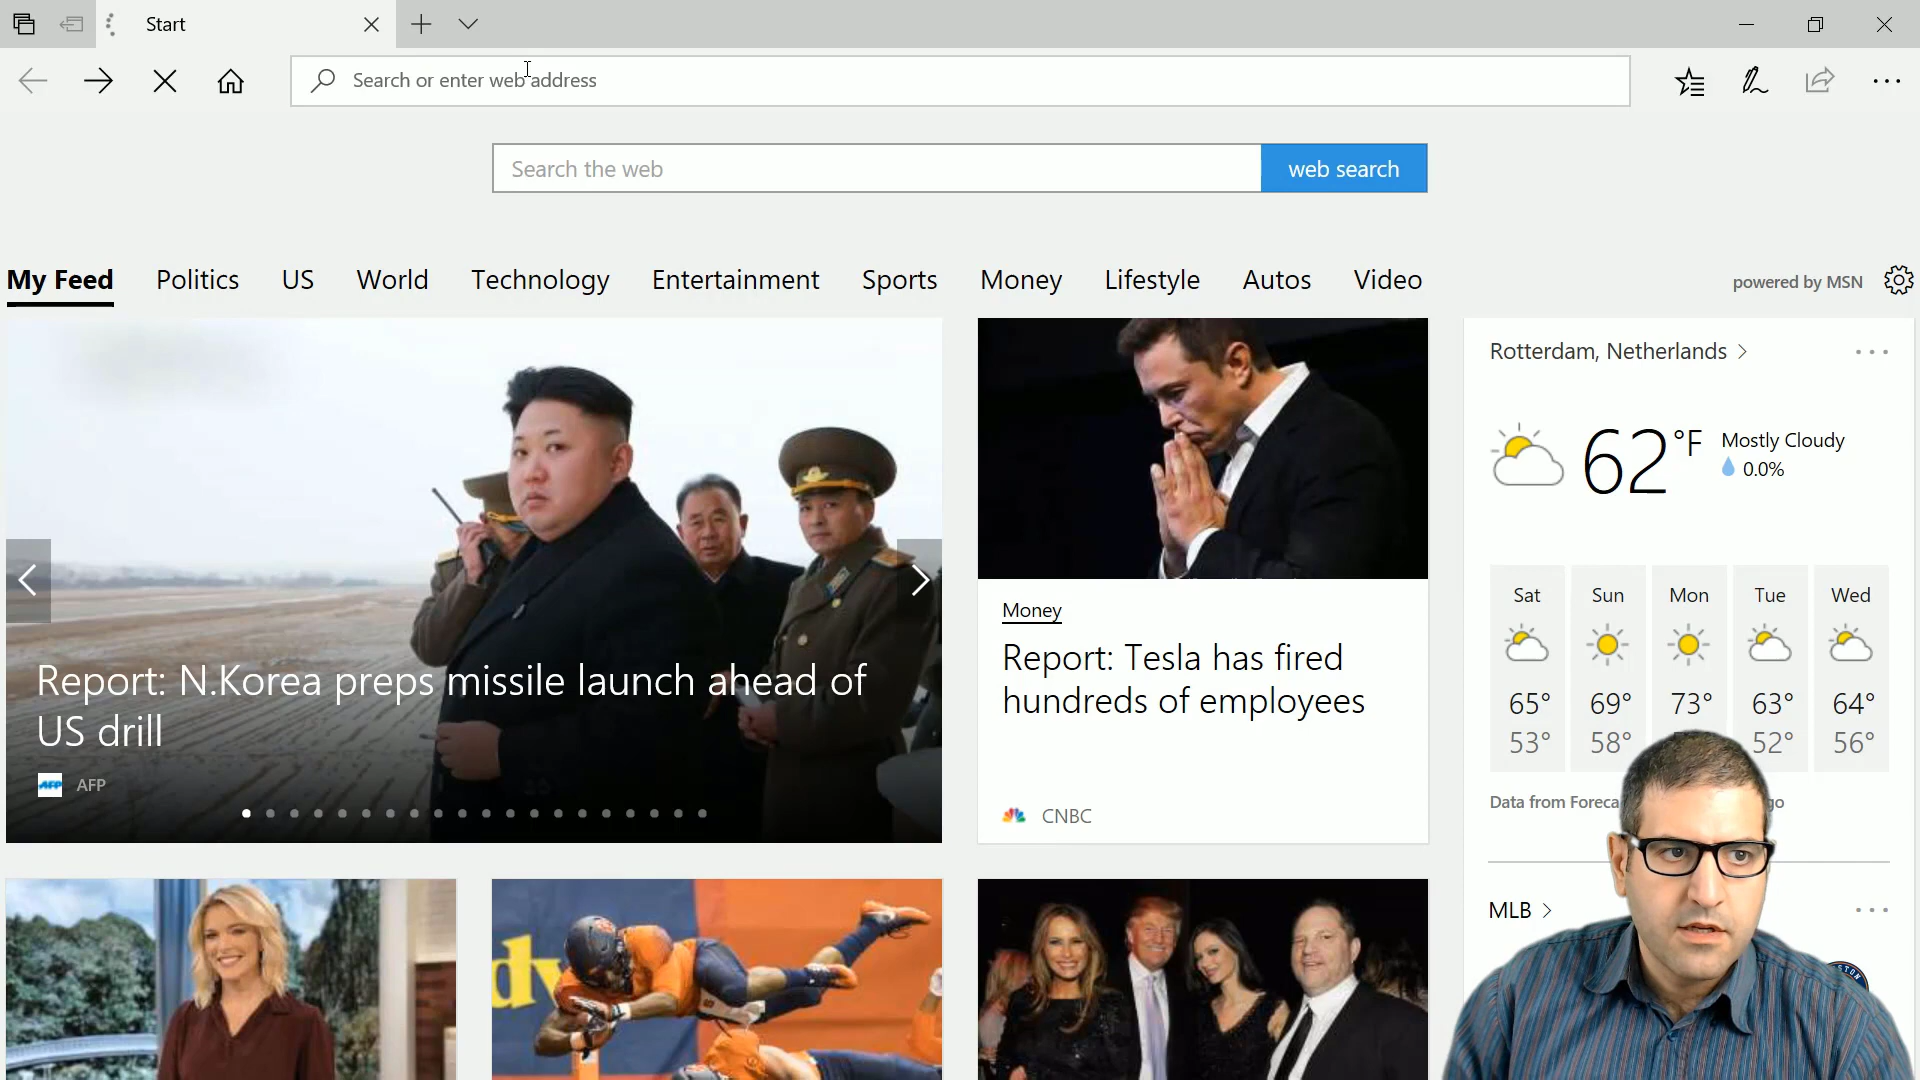 Start
Search or enter web address
Search the web
web search
My Feed Politics US World Technology Entertainment Sports Money Lifestyle Autos Video
powered by MSN
Report: N.Korea preps missile launch ahead of
US drill
AFP
AFP
Money
Report: Tesla has fired
hundreds of employees
CNBC
Rotterdam, Netherlands
62°F
Mostly Cloudy
0.0%
Sat Sun Mon Tue Wed
65° 69° 73° 63° 64°
53° 58° 52° 56°
Data from
MLB